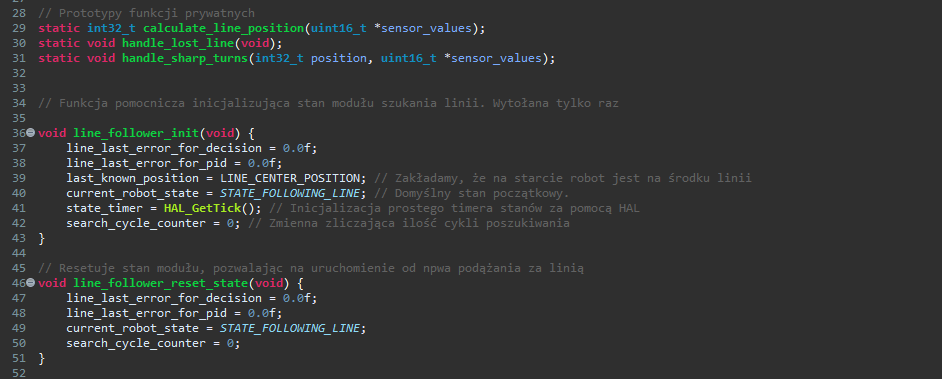 28 // Prototypy funkcji prywatnych
29 static int32_t calculate_line_position(uint16_t *sensor_values);
30 static void handle_lost_line(void);
31 static void handle_sharp_turns(int32_t position, uint16_t *sensor_values);
32
33
34 // Funkcja pomocnicza inicjalizująca stan modułu szukania linii. Wytołana tylko raz
35
36 void line_follower_init(void) {
37     line_last_error_for_decision = 0.0f;
38     line_last_error_for_pid = 0.0f;
39     last_known_position = LINE_CENTER_POSITION; // Zakładamy, że na starcie robot jest na środku linii
40     current_robot_state = STATE_FOLLOWING_LINE; // Domyślny stan początkowy.
41     state_timer = HAL_GetTick(); // Inicjalizacja prostego timera stanów za pomocą HAL
42     search_cycle_counter = 0; // Zmienna zliczająca ilość cykli poszukiwania
43 }
44
45 // Resetuje stan modułu, pozwalając na uruchomienie od npwa podążania za linią
46 void line_follower_reset_state(void) {
47     line_last_error_for_decision = 0.0f;
48     line_last_error_for_pid = 0.0f;
49     current_robot_state = STATE_FOLLOWING_LINE;
50     search_cycle_counter = 0;
51 }
52